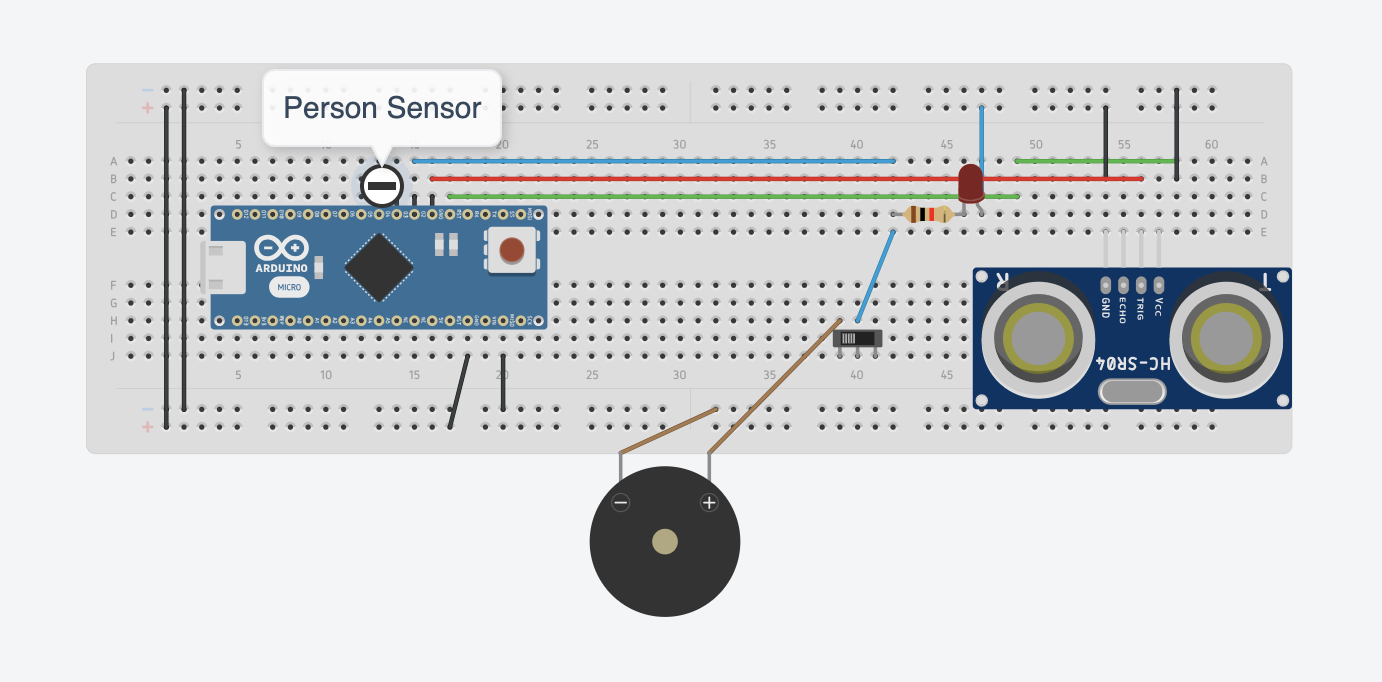 Person Sensor
− −
+ +
5 10 15 20 25 30 35 40 45 50 55 60
A A
B B
C C
D D
E E
ARDUINO
MICRO
F
G
H
I
J
R T
GND ECHO TRIG Vcc
HC-SR04
5 10 15 20 25 30 35 40 45
−
+
− +